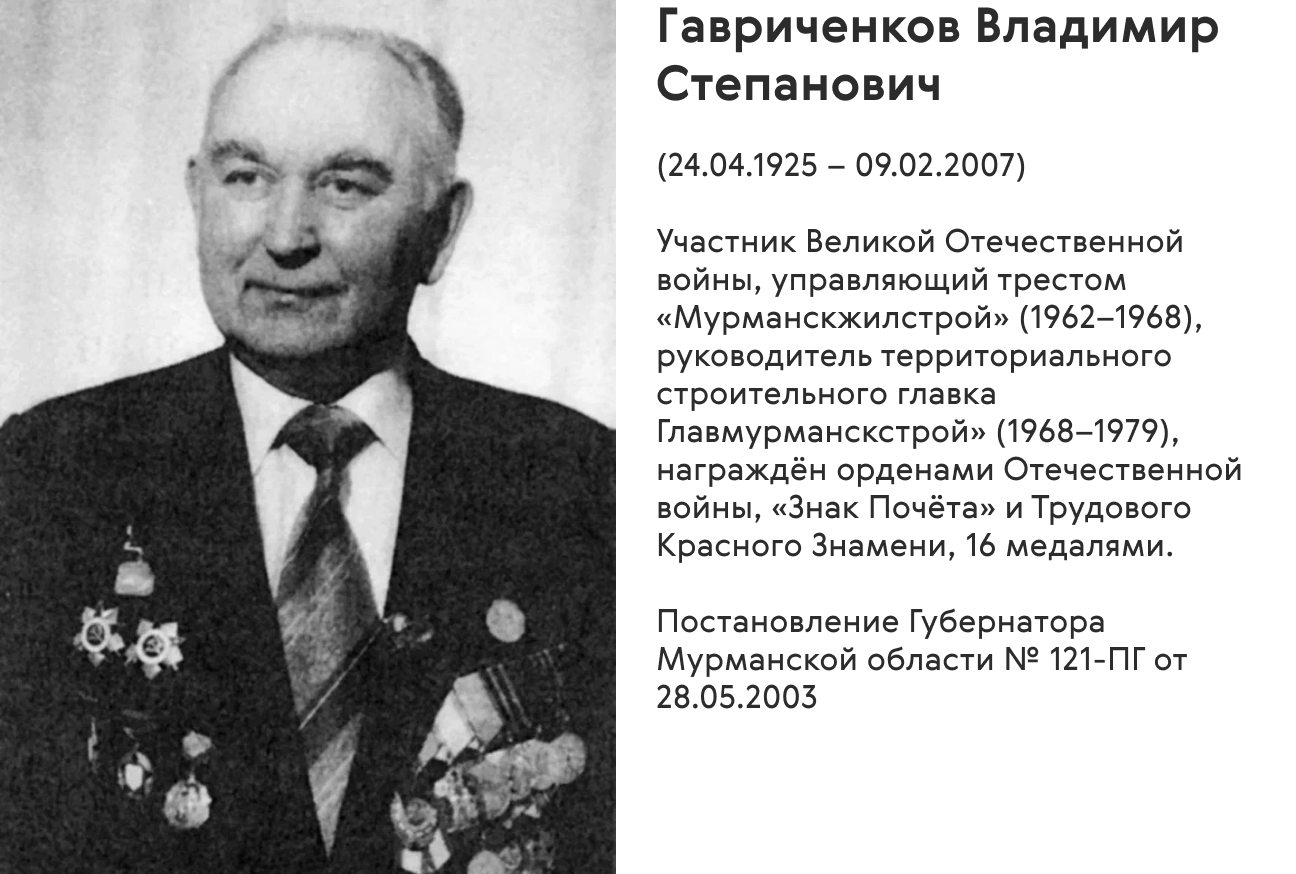 Гавриченков Владимир
Степанович
(24.04.1925 – 09.02.2007)
Участник Великой Отечественной
войны, управляющий трестом
«Мурманскжилстрой» (1962–1968),
руководитель территориального
строительного главка
Главмурманскстрой» (1968–1979),
награждён орденами Отечественной
войны, «Знак Почёта» и Трудового
Красного Знамени, 16 медалями.
Постановление Губернатора
Мурманской области № 121-ПГ от
28.05.2003